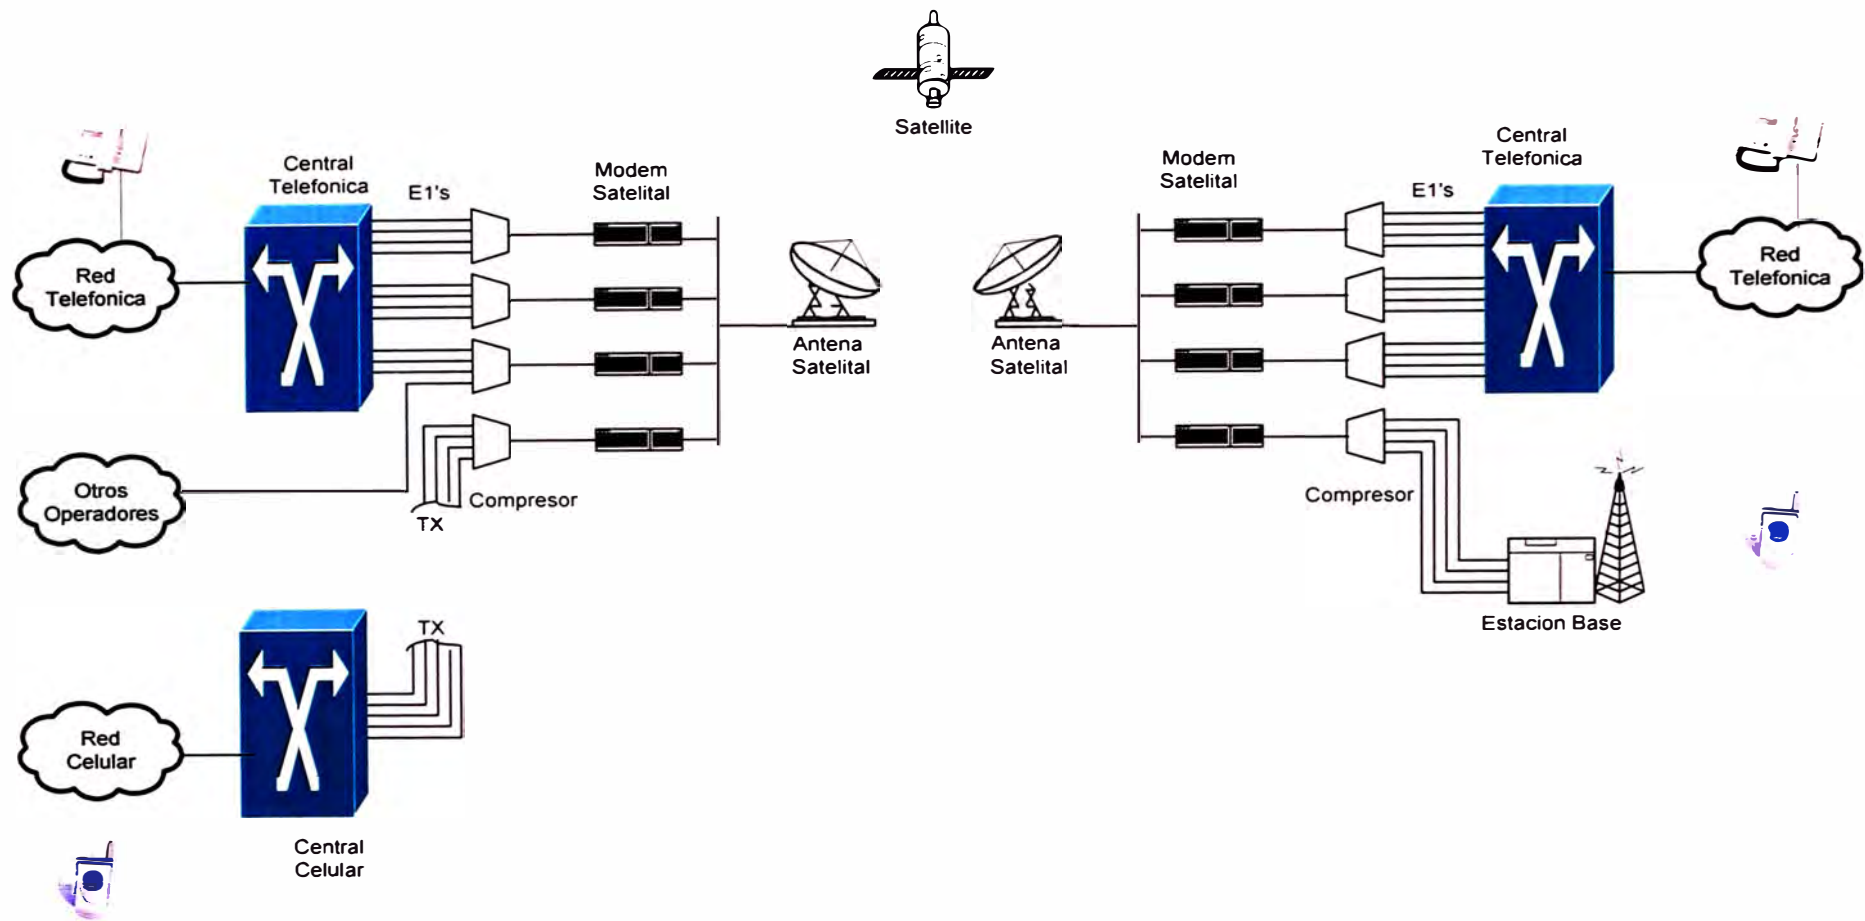 Satellite
Central
Telefonica
E1's
Modem
Satelital
Red
Telefonica
Antena
Satelital
Otros
Operadores
TX
Compresor
Red
Celular
TX
Central
Celular
Antena
Satelital
Modem
Satelital
E1's
Central
Telefonica
Red
Telefonica
Compresor
Estacion Base